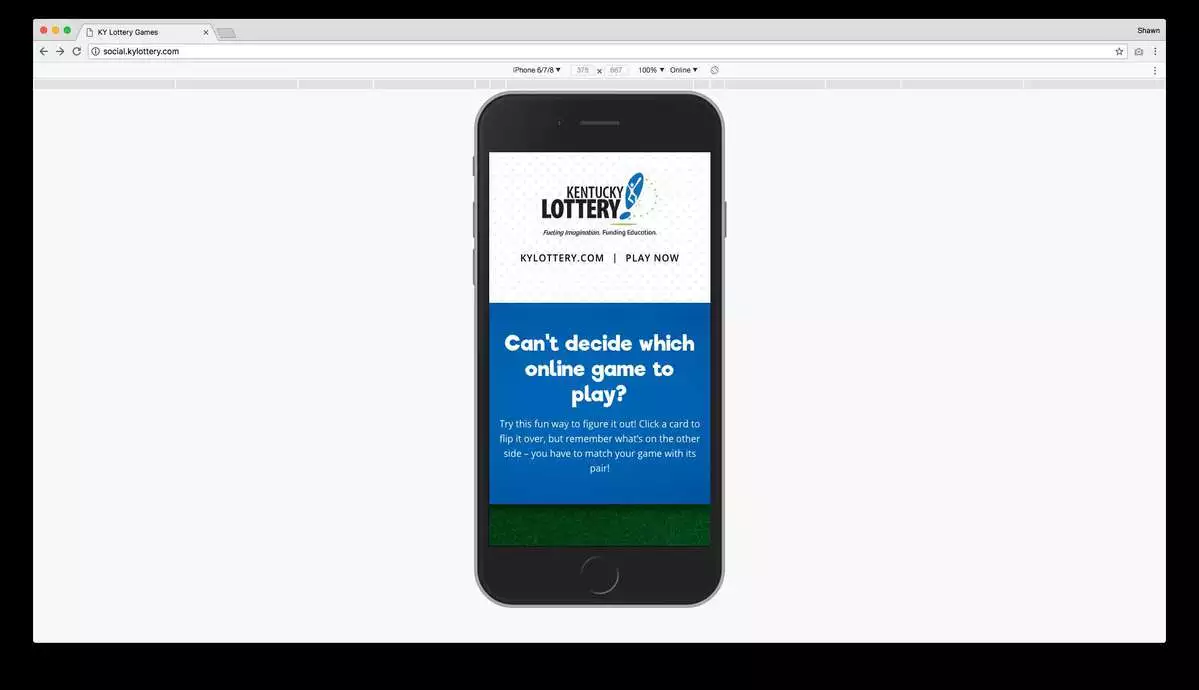 KY Lottery Games
Shawn
social.kylottery.com
iPhone 6/7/8 ▼ 375 x 667 100% ▼ Online ▼
KENTUCKY
LOTTERY
Fueling Imagination. Funding Education.
KYLOTTERY.COM | PLAY NOW
Can't decide which
online game to
play?
Try this fun way to figure it out! Click a card to
flip it over, but remember what's on the other
side – you have to match your game with its
pair!